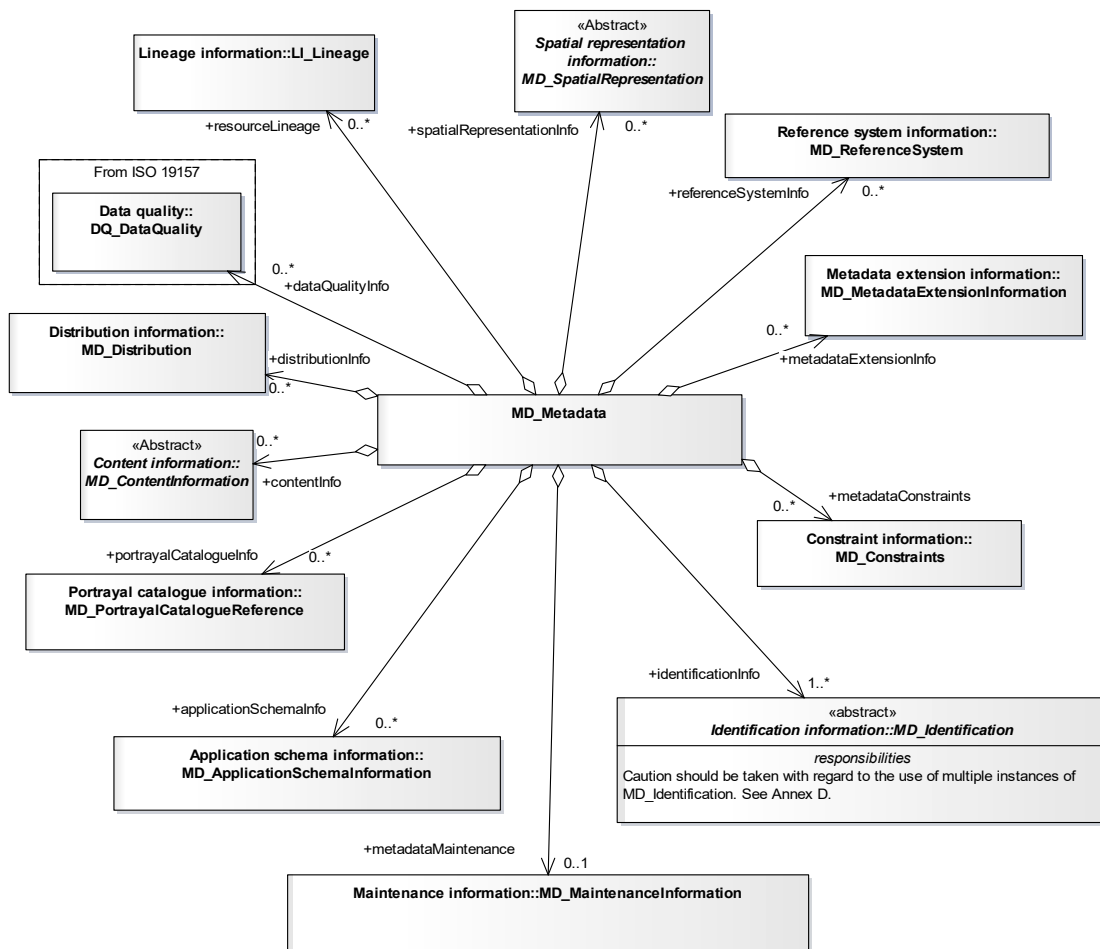 Lineage information::LI_Lineage
+resourceLineage
0..*
«Abstract»
Spatial representation
information::
MD_SpatialRepresentation
+spatialRepresentationInfo
0..*
Reference system information::
MD_ReferenceSystem
+referenceSystemInfo
0..*
From ISO 19157
Data quality::
DQ_DataQuality
0..*
+dataQualityInfo
Metadata extension information::
MD_MetadataExtensionInformation
0..*
+metadataExtensionInfo
Distribution information::
MD_Distribution
+distributionInfo
0..*
MD_Metadata
«Abstract»
Content information::
MD_ContentInformation
0..*
+contentInfo
+metadataConstraints
0..*
Constraint information::
MD_Constraints
+portrayalCatalogueInfo
0..*
Portrayal catalogue information::
MD_PortrayalCatalogueReference
+identificationInfo
1..*
«abstract»
Identification information::MD_Identification
responsibilities
Caution should be taken with regard to the use of multiple instances of
MD_Identification. See Annex D.
+applicationSchemaInfo
0..*
Application schema information::
MD_ApplicationSchemaInformation
+metadataMaintenance
0..1
Maintenance information::MD_MaintenanceInformation